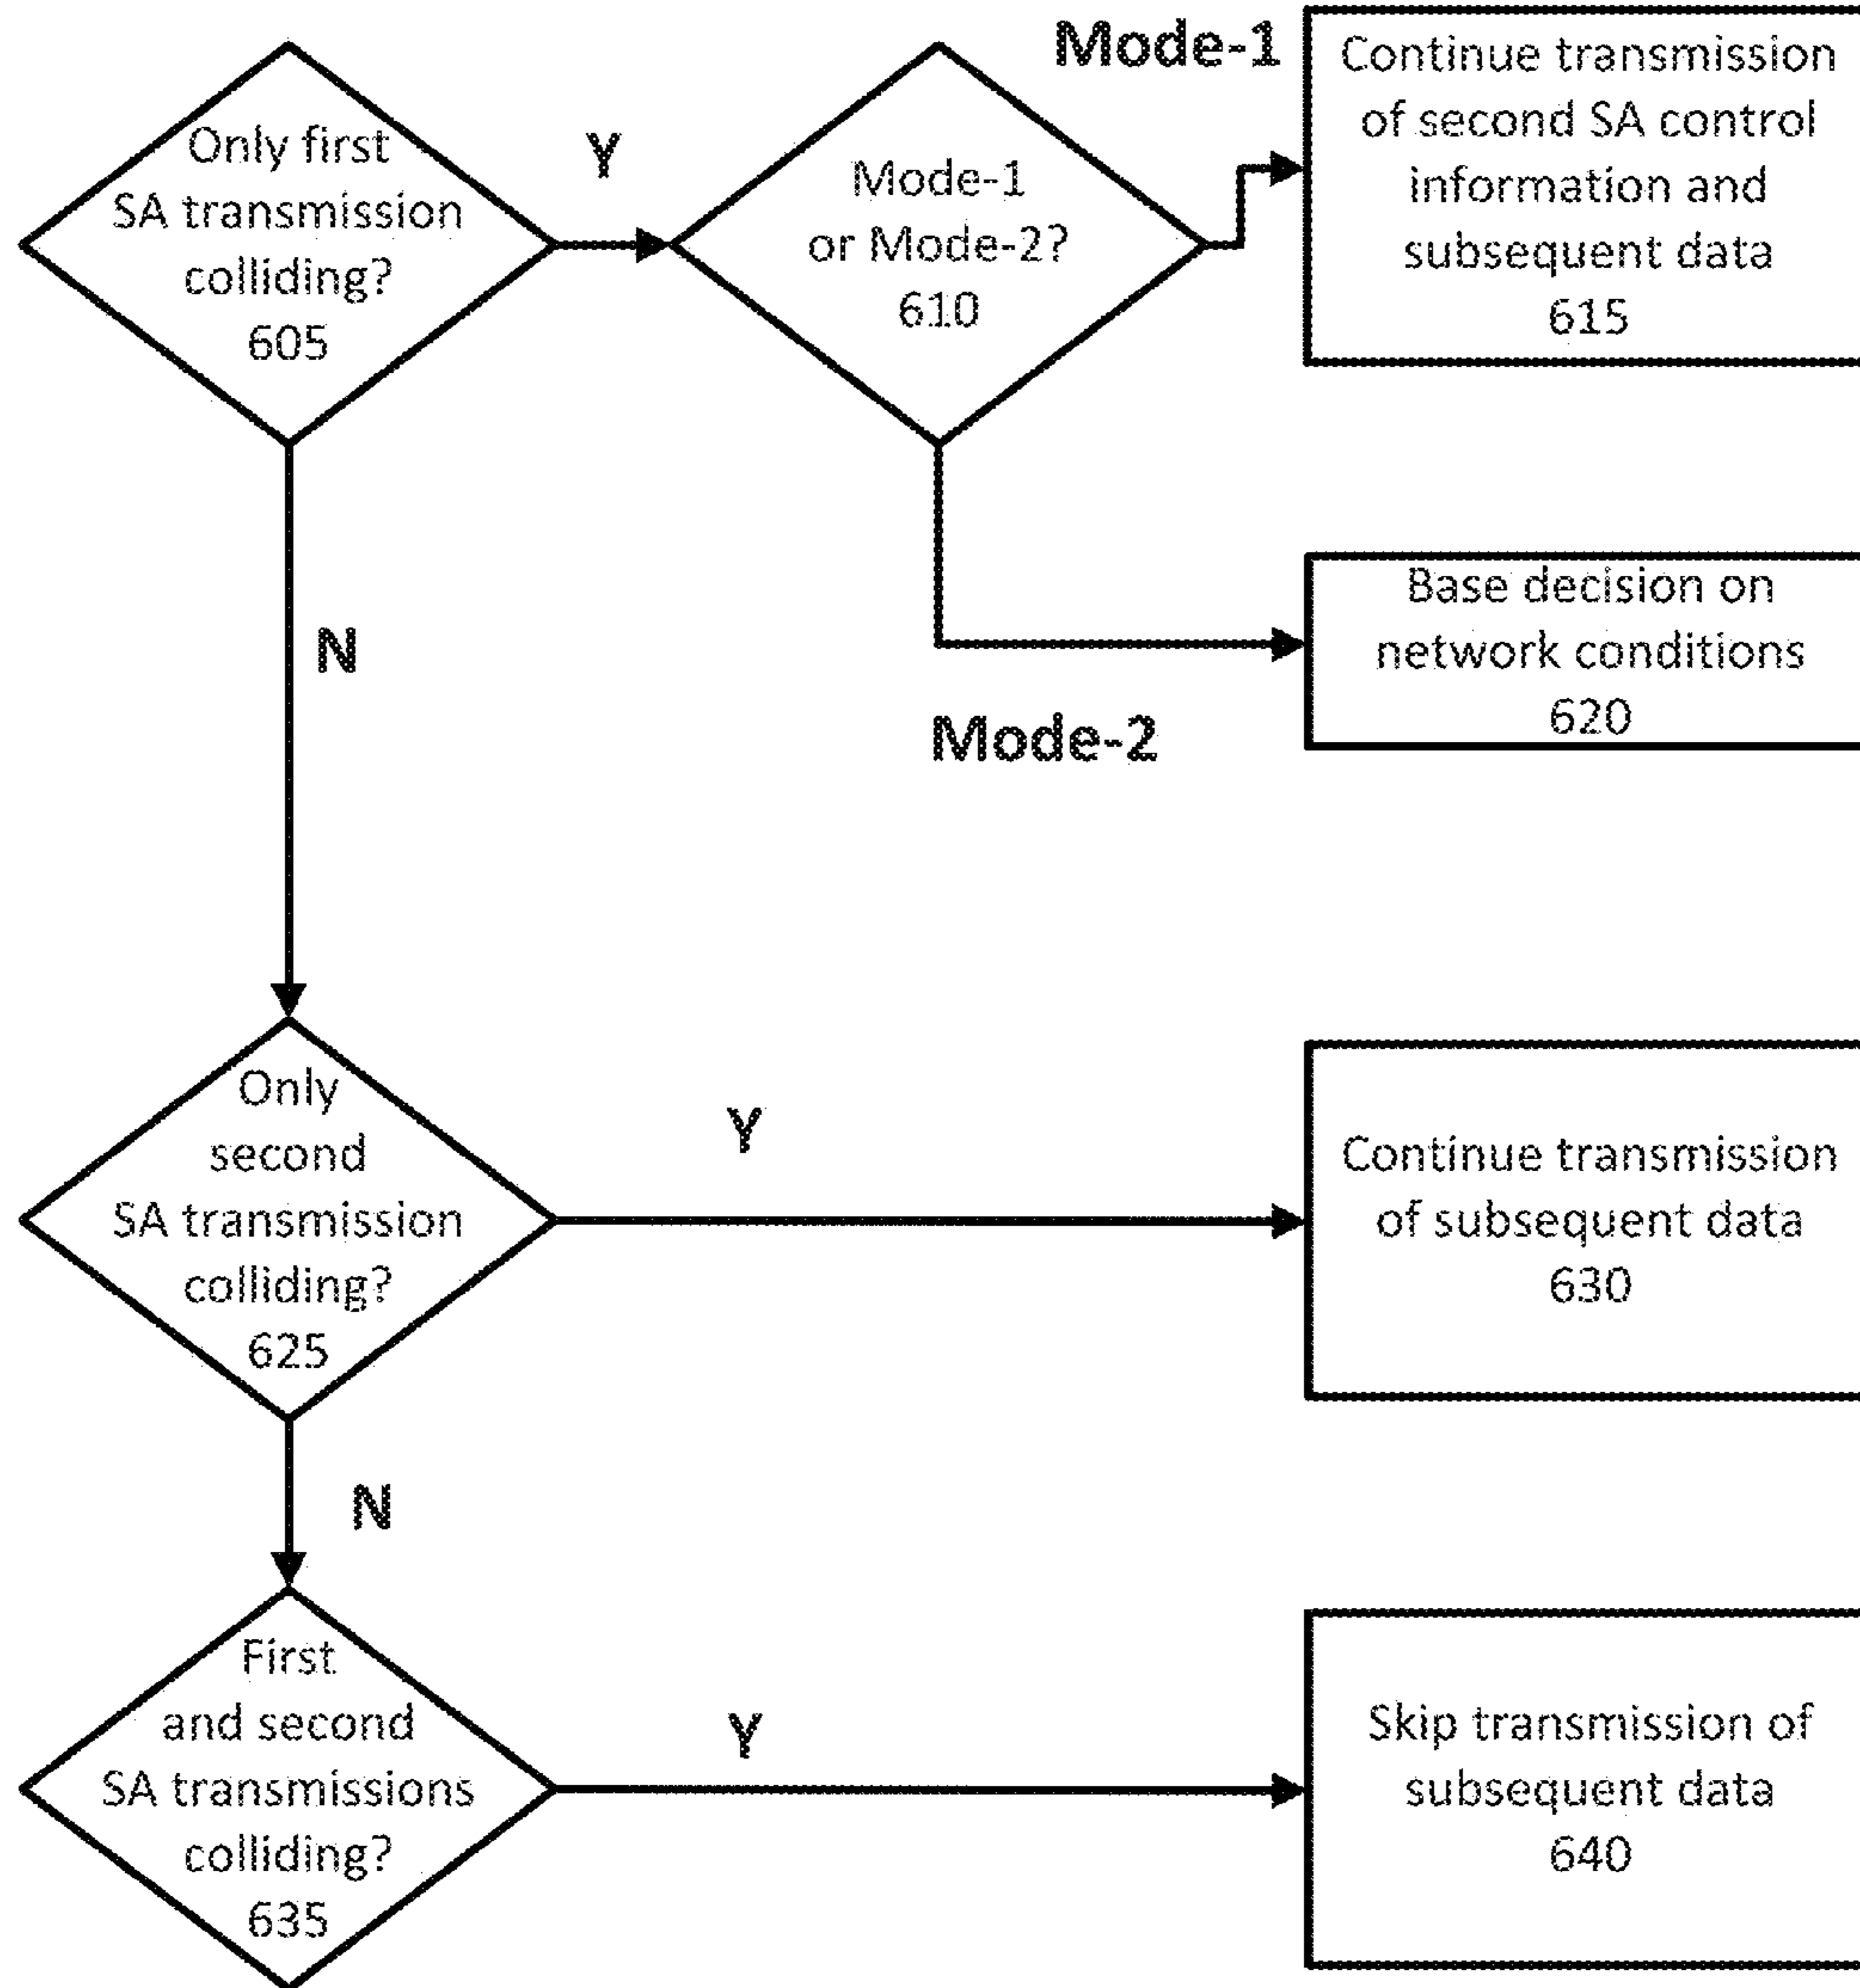 Only first
SA transmission
colliding?
605
Y
Mode-1
or Mode-2?
610
Mode-1
Continue transmission
of second SA control
information and
subsequent data
615
Mode-2
Base decision on
network conditions
620
N
Only
second
SA transmission
colliding?
625
Y
Continue transmission
of subsequent data
630
N
First
and second
SA transmissions
colliding?
635
Y
Skip transmission of
subsequent data
640